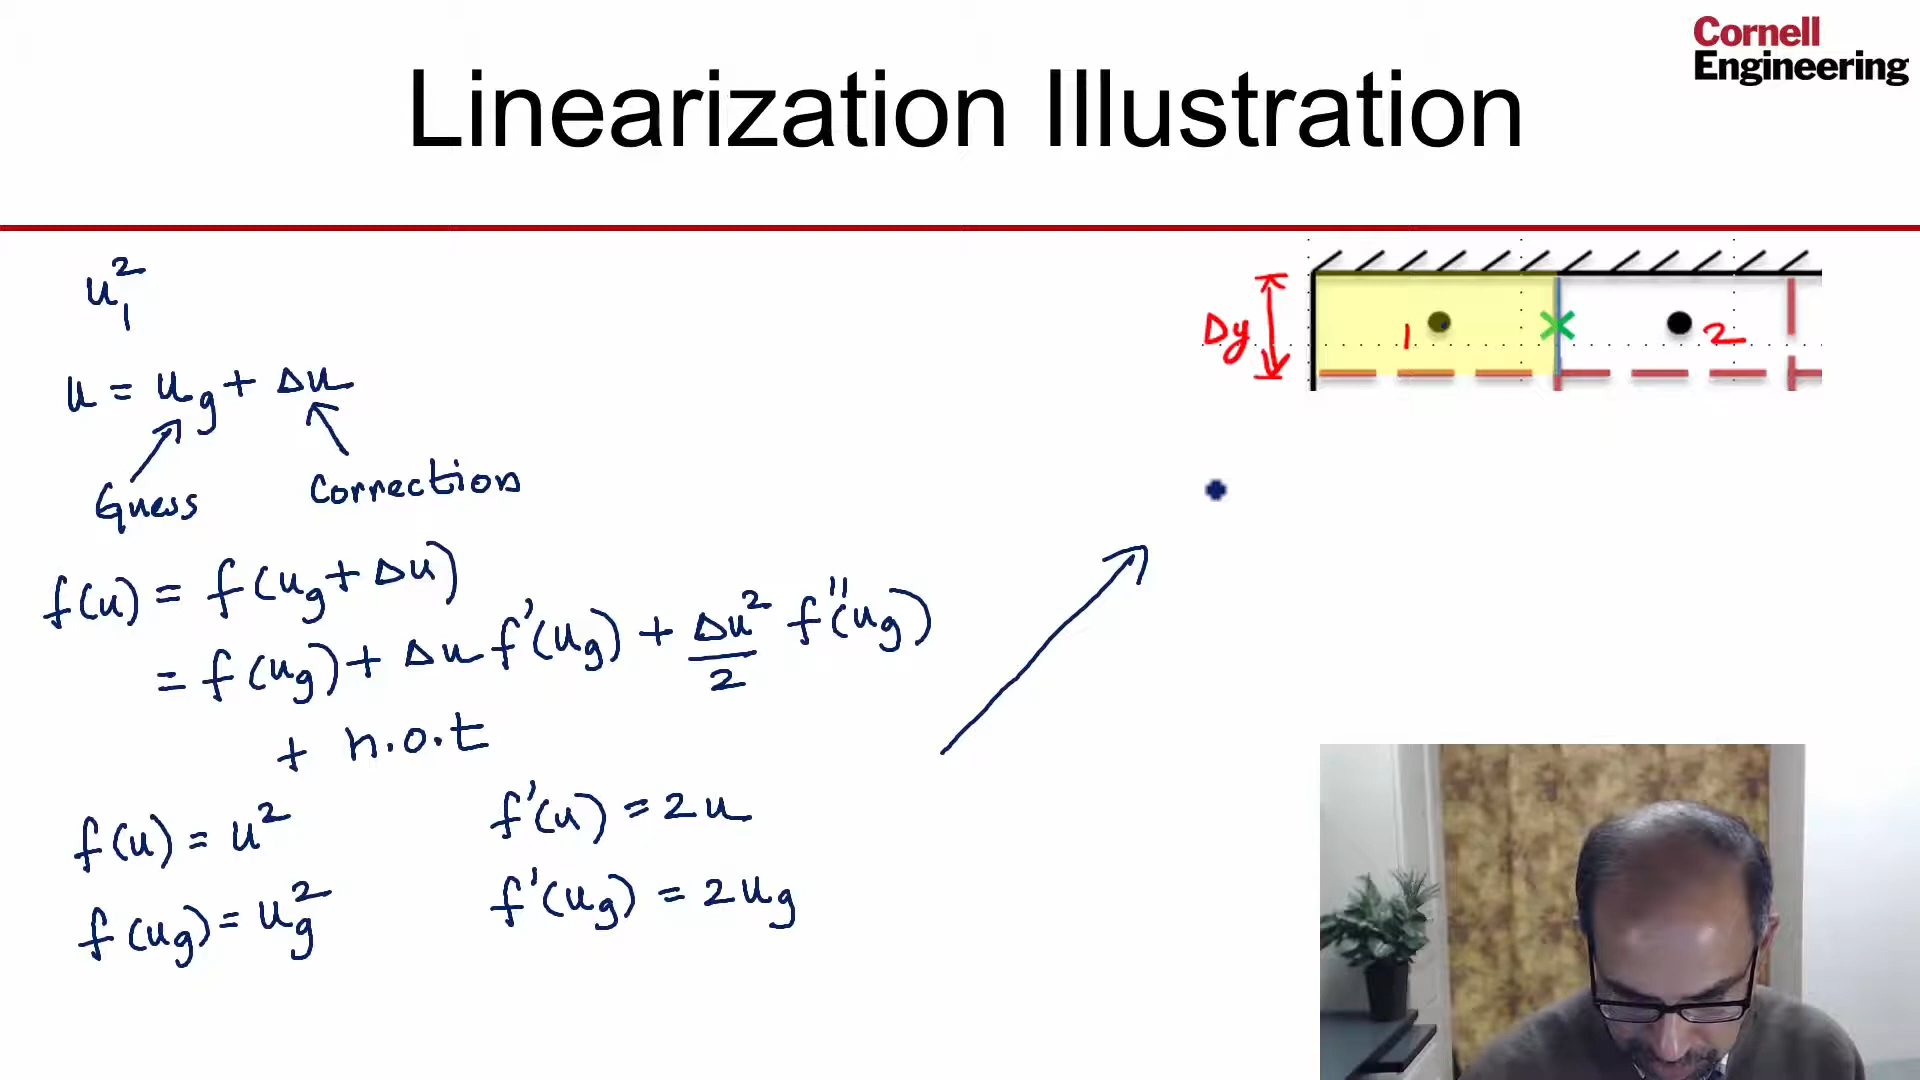 Cornell
Engineering
Linearization Illustration
u₁²
u = u_g + Δu
Guess
Correction
f(u) = f(u_g + Δu)
= f(u_g) + Δu f'(u_g) + Δu²/2 f''(u_g)
+ h.o.t
f(u) = u²
f'(u) = 2u
f(u_g) = u_g²
f'(u_g) = 2u_g
Δy
1
2